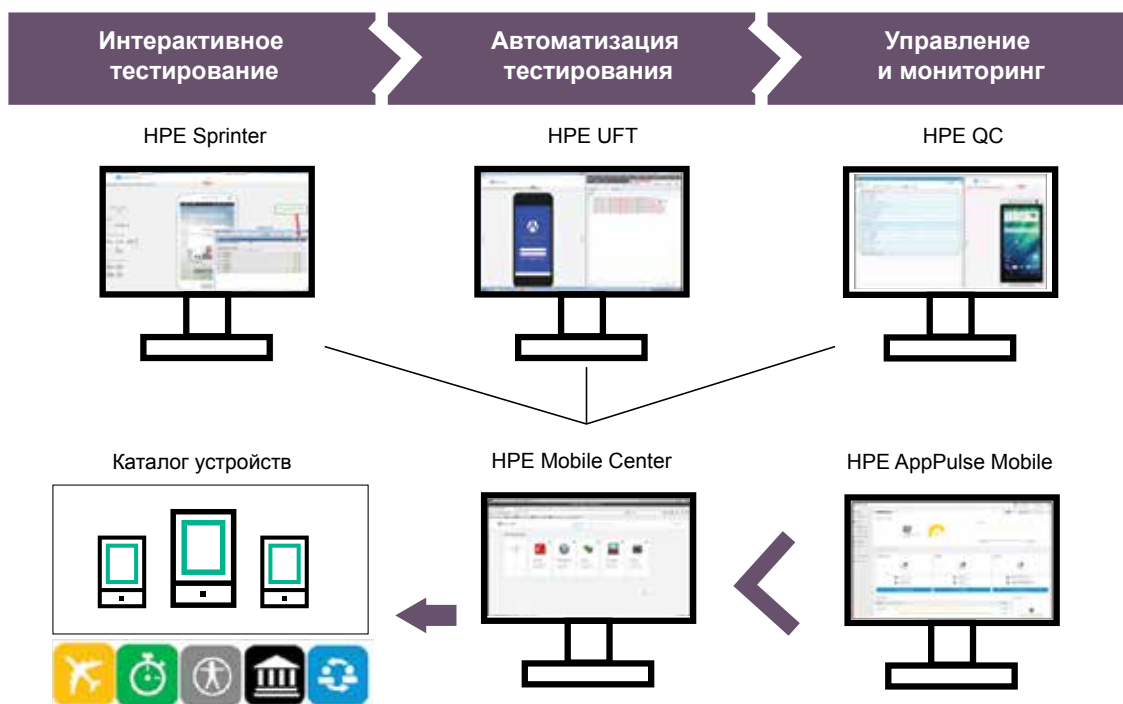 Интерактивное
тестирование
Автоматизация
тестирования
Управление
и мониторинг
HPE Sprinter
HPE UFT
HPE QC
Каталог устройств
HPE Mobile Center
HPE AppPulse Mobile